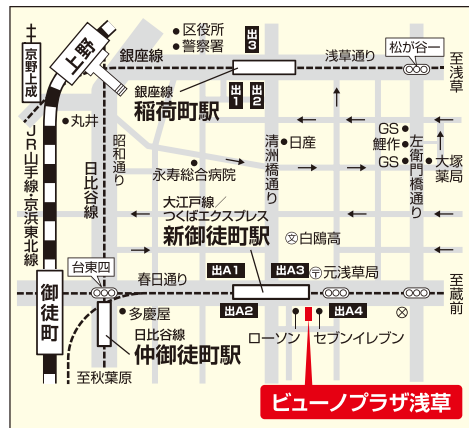 区役所
警察署
出3
松が谷一
京成上野
上野
銀座線
浅草通り
至浅草
銀座線
稲荷町駅
出1
出2
丸井
昭和通り
日比谷線
JR山手線・京浜東北線
永寿総合病院
清洲橋通り
日産
GS
鯉作
GS
左衛門橋通り
大塚薬局
大江戸線/
つくばエクスプレス
新御徒町駅
文 白鴎高
台東四
春日通り
出A1
出A3
〒 元浅草局
至蔵前
御徒町
多慶屋
出A2
出A4
日比谷線
仲御徒町駅
ローソン
セブンイレブン
至秋葉原
ビューノプラザ浅草